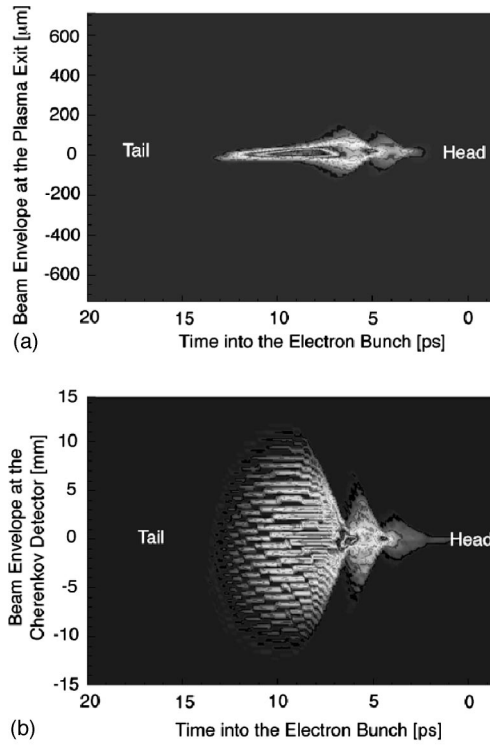 Beam Envelope at the Plasma Exit [μm]
600
400
200
0
-200
-400
-600
Tail
Head
20
15
10
5
0
Time into the Electron Bunch [ps]
(a)
Beam Envelope at the
Cherenkov Detector [mm]
15
10
5
0
-5
-10
-15
Tail
Head
20
15
10
5
0
Time into the Electron Bunch [ps]
(b)